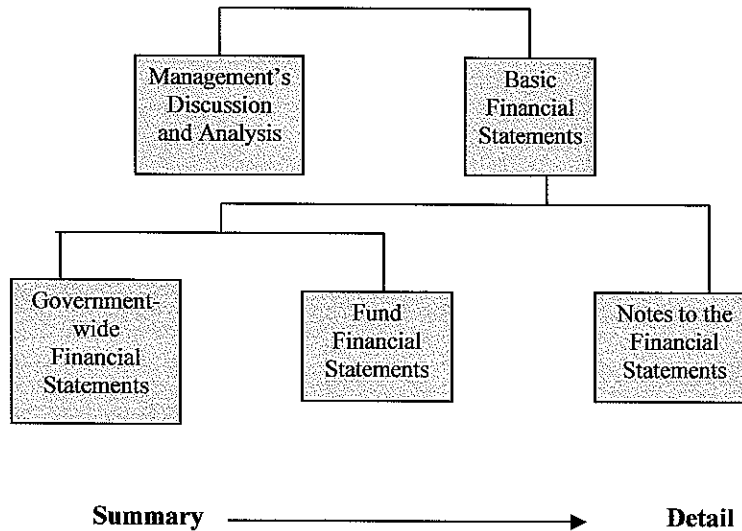 Management's
Discussion
and Analysis
Basic
Financial
Statements
Government-
wide
Financial
Statements
Fund
Financial
Statements
Notes to the
Financial
Statements
Summary
Detail